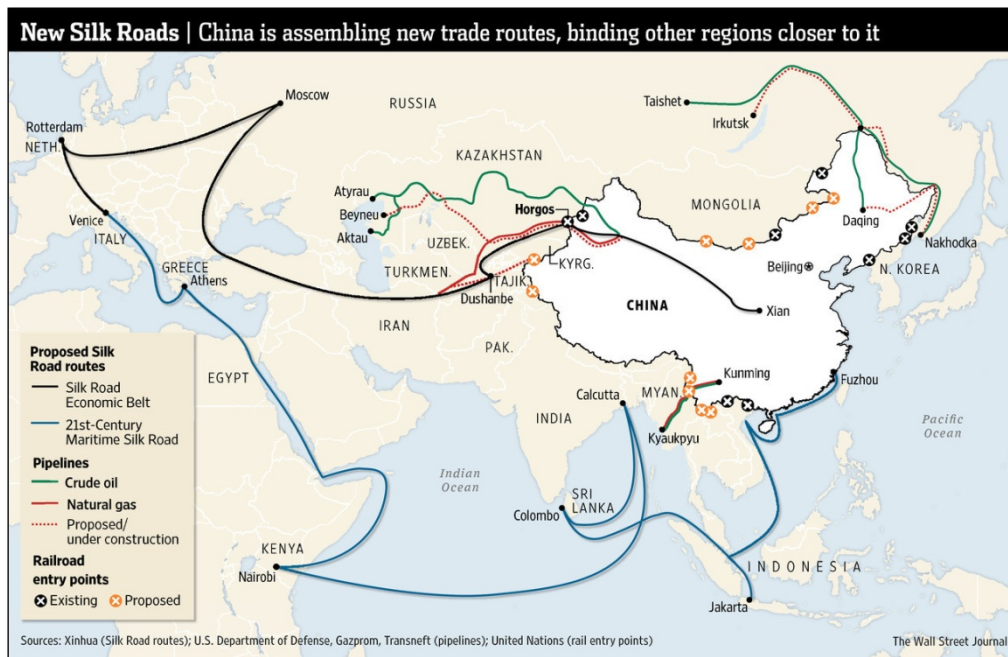 New Silk Roads | China is assembling new trade routes, binding other regions closer to it
Moscow
RUSSIA
Taishet
Irkutsk
Rotterdam
NETH.
KAZAKHSTAN
Atyrau
Beyneu
Aktau
Horgos
MONGOLIA
Daqing
Nakhodka
Venice
ITALY
UZBEK.
TURKMEN.
KYRG.
TAJIK.
Dushanbe
Beijing
N. KOREA
GREECE
Athens
CHINA
Xian
IRAN
PAK.
EGYPT
Calcutta
MYAN.
Kunming
Fuzhou
INDIA
Kyaukpyu
Pacific
Ocean
Indian
Ocean
SRI
LANKA
Colombo
KENYA
Nairobi
INDONESIA
Jakarta
Proposed Silk
Road routes
Silk Road
Economic Belt
21st-Century
Maritime Silk Road
Pipelines
Crude oil
Natural gas
Proposed/
under construction
Railroad
entry points
Existing
Proposed
Sources: Xinhua (Silk Road routes); U.S. Department of Defense, Gazprom, Transneft (pipelines); United Nations (rail entry points)
The Wall Street Journal